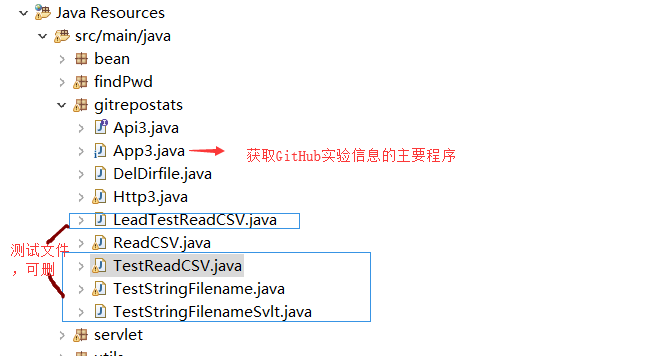 Java Resources
src/main/java
bean
findPwd
gitrepostats
Api3.java
App3.java
获取GitHub实验信息的主要程序
DelDirfile.java
Http3.java
LeadTestReadCSV.java
ReadCSV.java
测试文件
，可删
TestReadCSV.java
TestStringFilename.java
TestStringFilenameSvlt.java
servlet